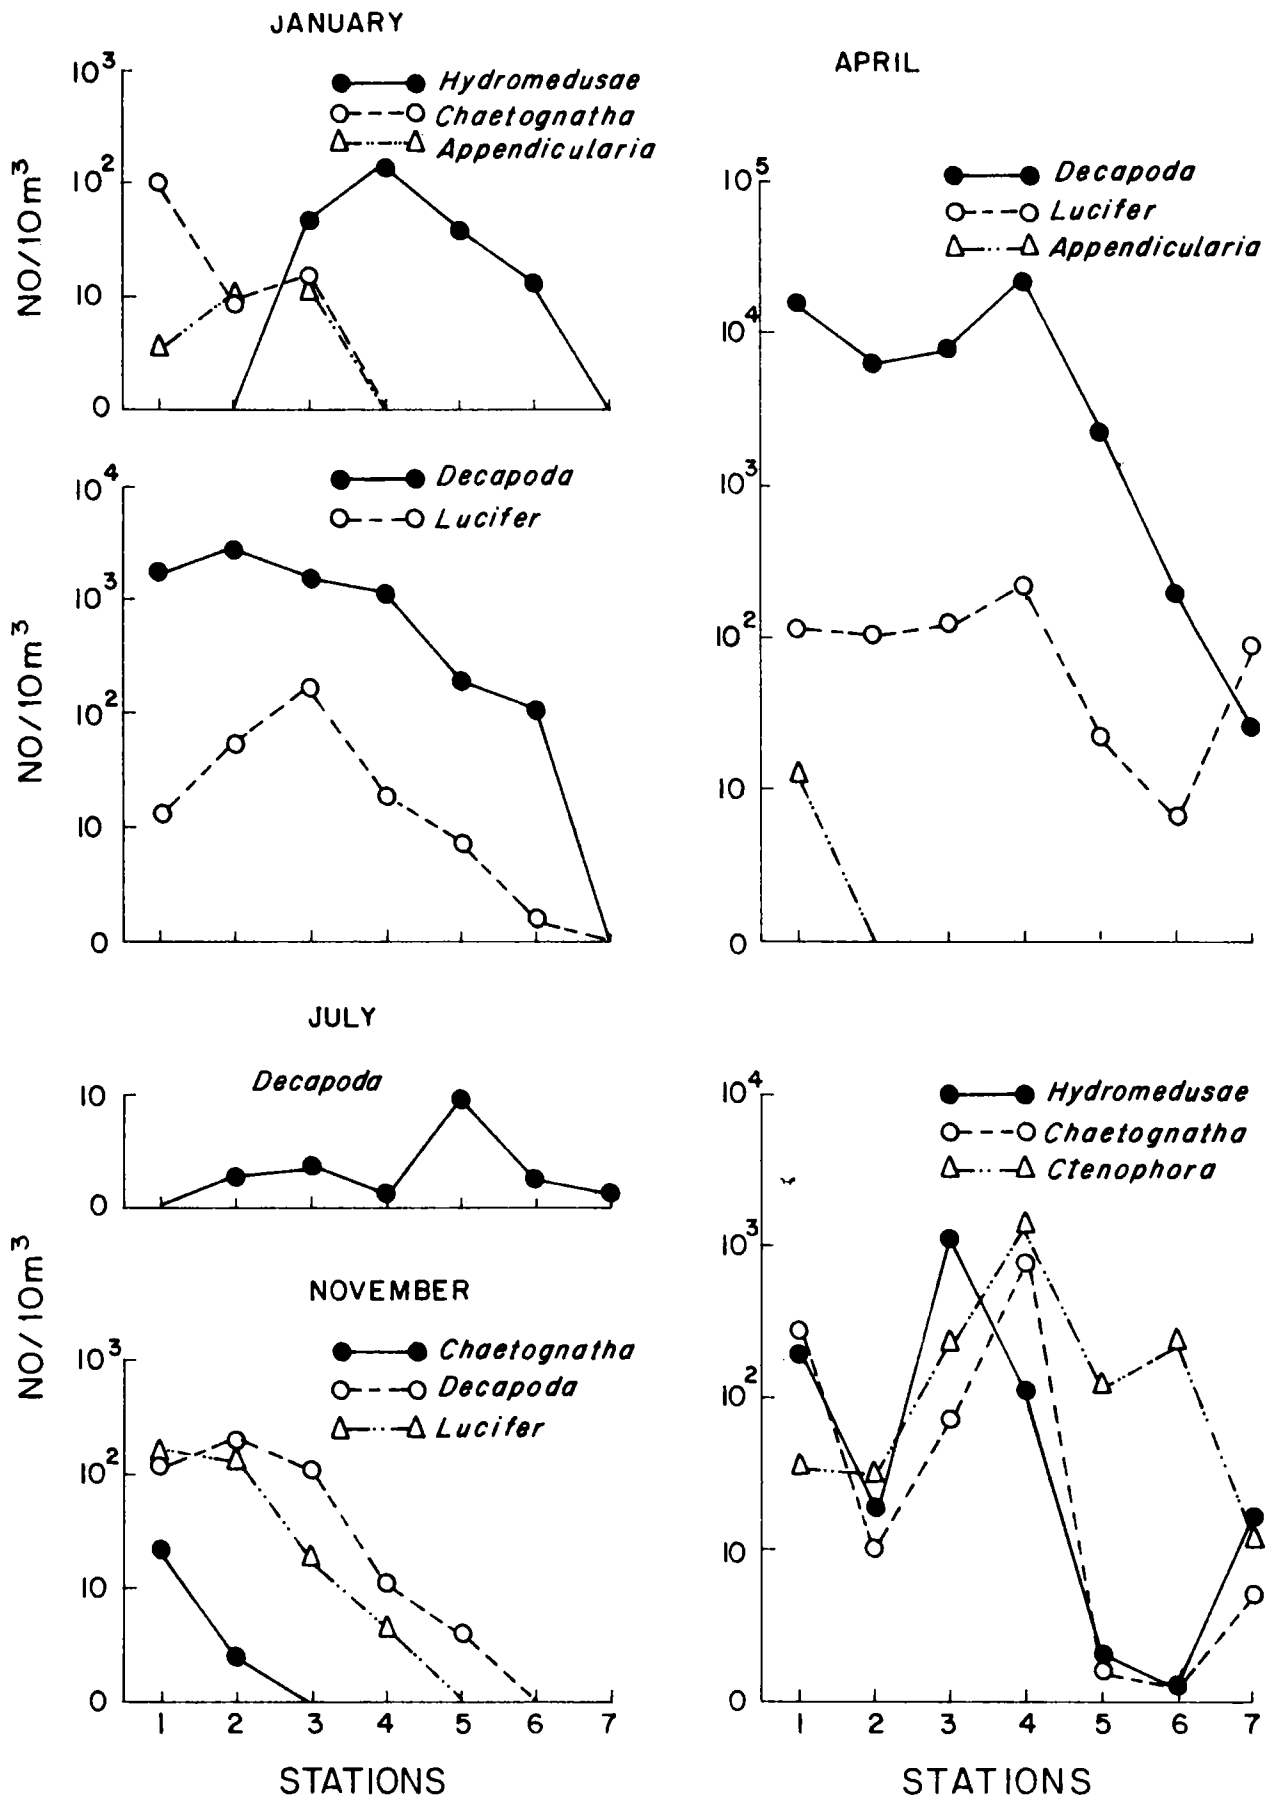 JANUARY
10³
Hydromedusae
Chaetognatha
Appendicularia
10²
10
0
NO/10m³
10⁴
Decapoda
Lucifer
10³
10²
10
0
NO/10m³
APRIL
10⁵
Decapoda
Lucifer
Appendicularia
10⁴
10³
10²
10
0
JULY
Decapoda
10
0
NO/10m³
NOVEMBER
10³
Chaetognatha
Decapoda
Lucifer
10²
10
0
1 2 3 4 5 6 7
STATIONS
10⁴
Hydromedusae
Chaetognatha
Ctenophora
10³
10²
10
0
1 2 3 4 5 6 7
STATIONS